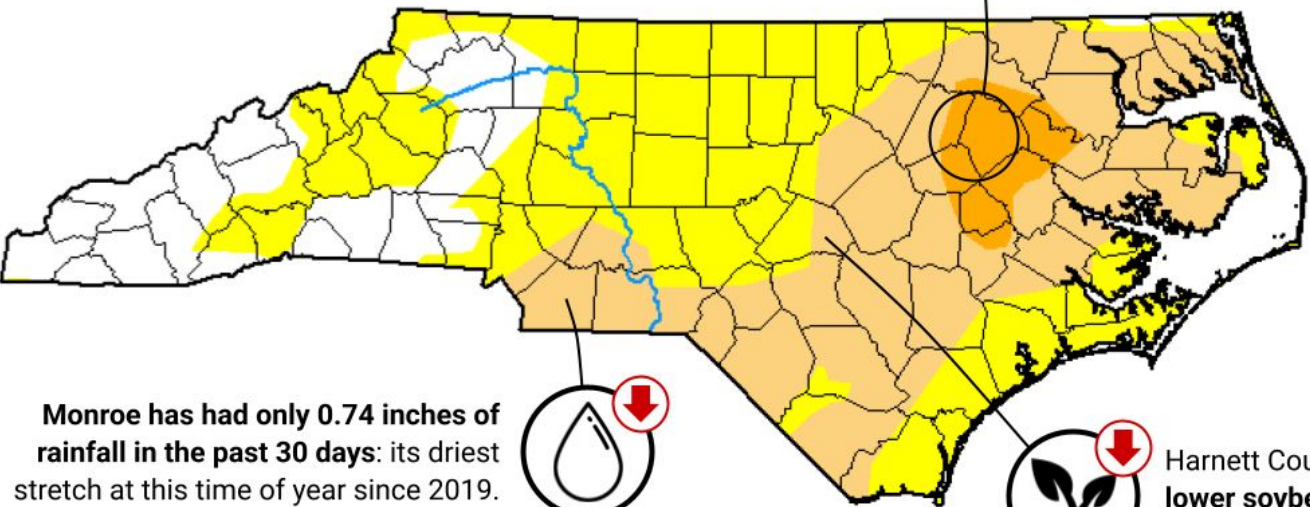 Monroe has had only 0.74 inches of
rainfall in the past 30 days: its driest
stretch at this time of year since 2019.
Harnett Cou
lower soybe